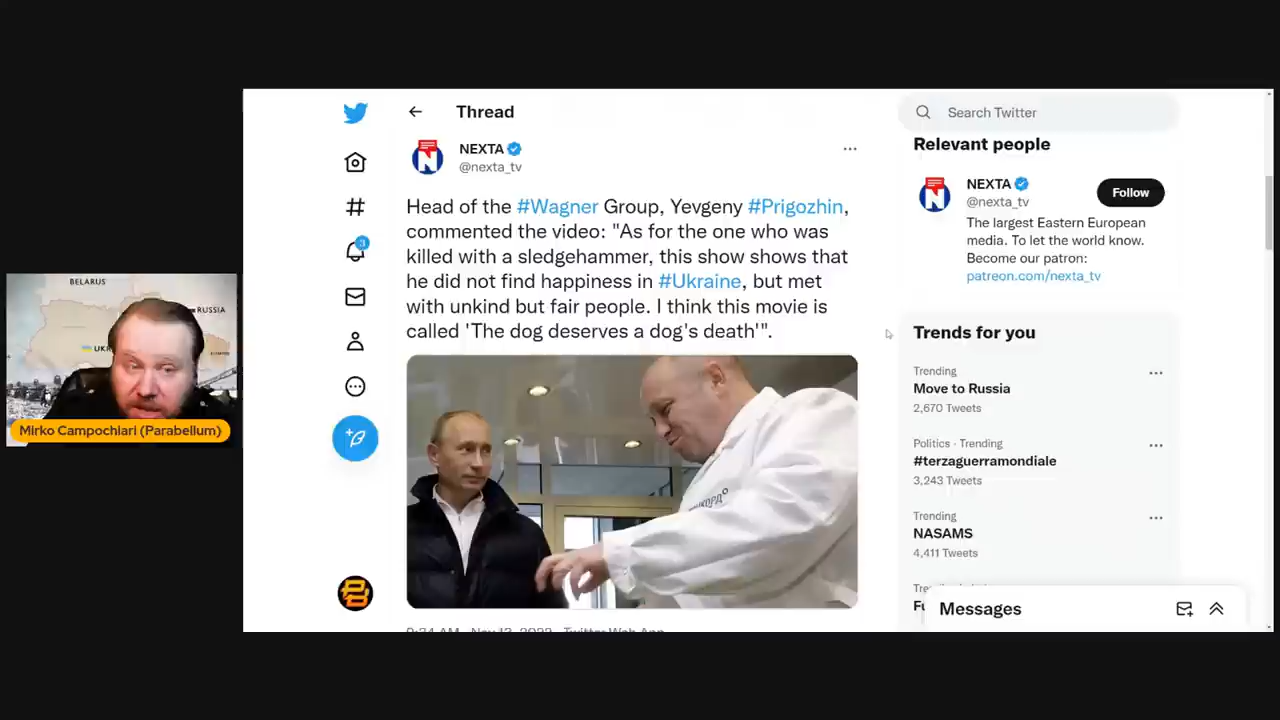 Thread
Search Twitter
NEXTA
@nexta_tv
Head of the #Wagner Group, Yevgeny #Prigozhin,
commented the video: "As for the one who was
killed with a sledgehammer, this show shows that
he did not find happiness in #Ukraine, but met
with unkind but fair people. I think this movie is
called 'The dog deserves a dog's death'".
Relevant people
NEXTA
@nexta_tv
Follow
The largest Eastern European
media. To let the world know.
Become our patron:
patreon.com/nexta_tv
Trends for you
Trending
Move to Russia
2,670 Tweets
Politics · Trending
#terzaguerramondiale
3,243 Tweets
Trending
NASAMS
4,411 Tweets
Messages
3
BELARUS
RUSSIA
UKR
Mirko Campochiari (Parabellum)